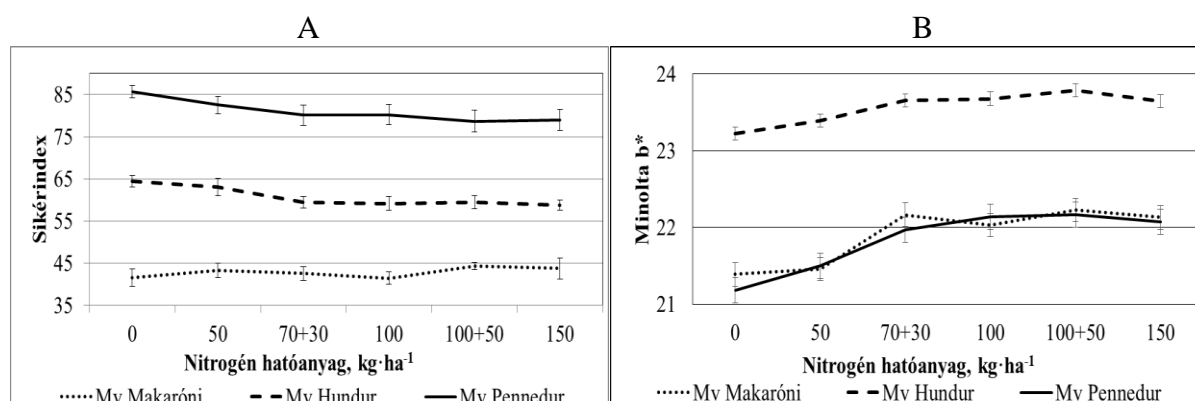 A
85
75
65
55
45
35
Sikérindex
0 50 70+30 100 100+50 150
Nitrogén hatóanyag, kg·ha⁻¹
Mv Makaróni Mv Hundur Mv Pennedur
B
24
23
22
21
Minolta b*
0 50 70+30 100 100+50 150
Nitrogén hatóanyag, kg·ha⁻¹
Mv Makaróni Mv Hundur Mv Pennedur